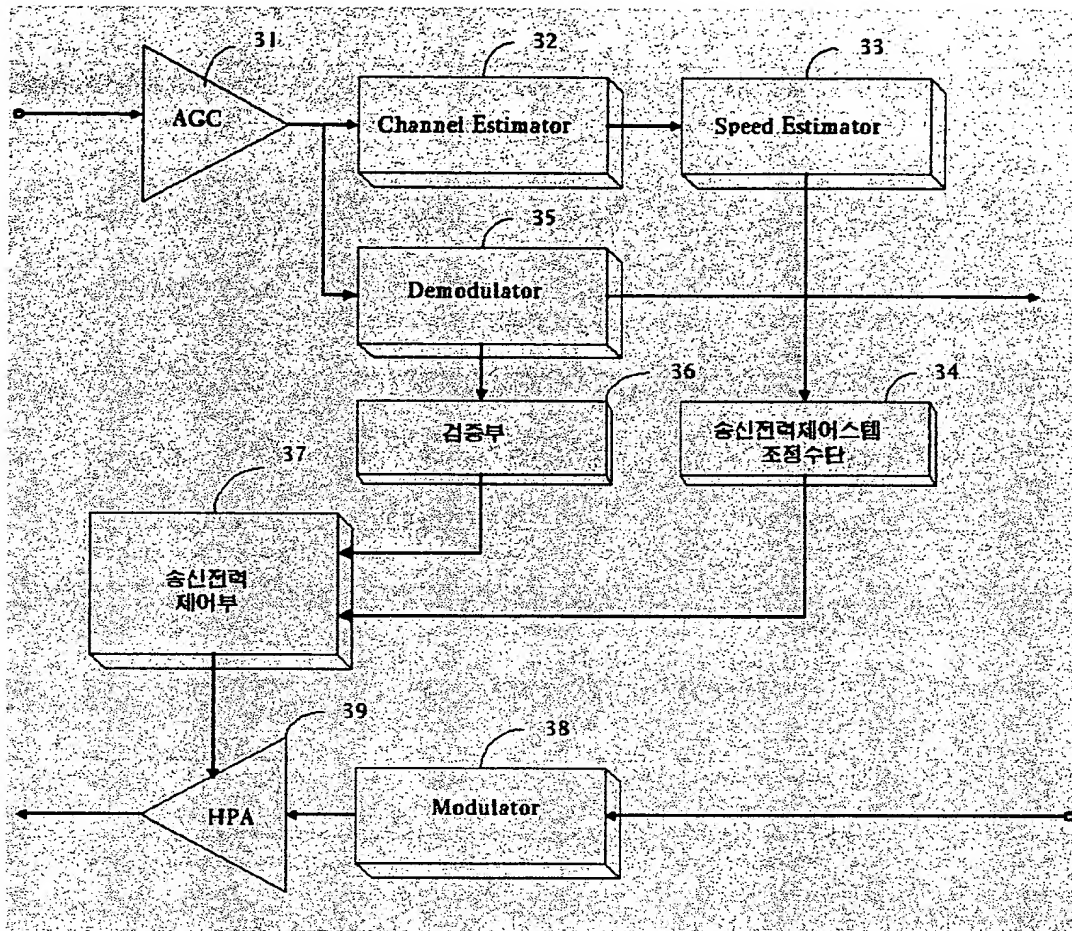 31
AGC
32
Channel Estimator
33
Speed Estimator
35
Demodulator
36
검증부
34
송신전력제어스텝
조정수단
37
송신전력
제어부
39
HPA
38
Modulator